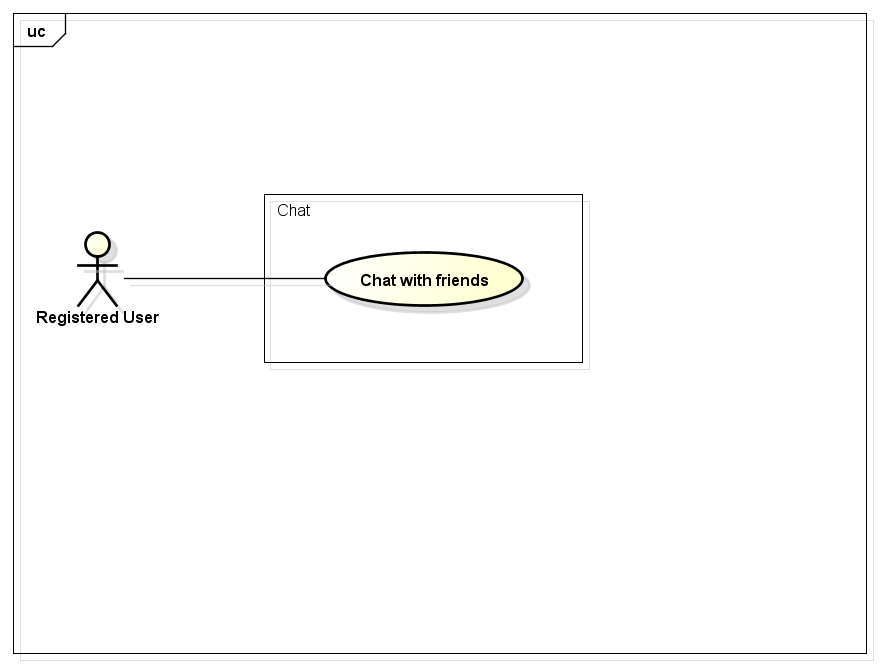 uc
Chat
Chat with friends
Registered User